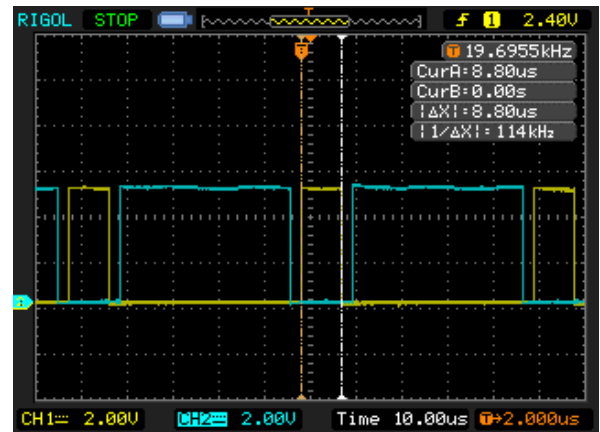 RIGOL STOP T f 1 2.40V
T 19.6955kHz
CurA:8.80us
CurB:0.00s
|ΔX|:8.80us
|1/ΔX|: 114kHz
CH1 2.00V CH2 2.00V Time 10.00us T→2.000us